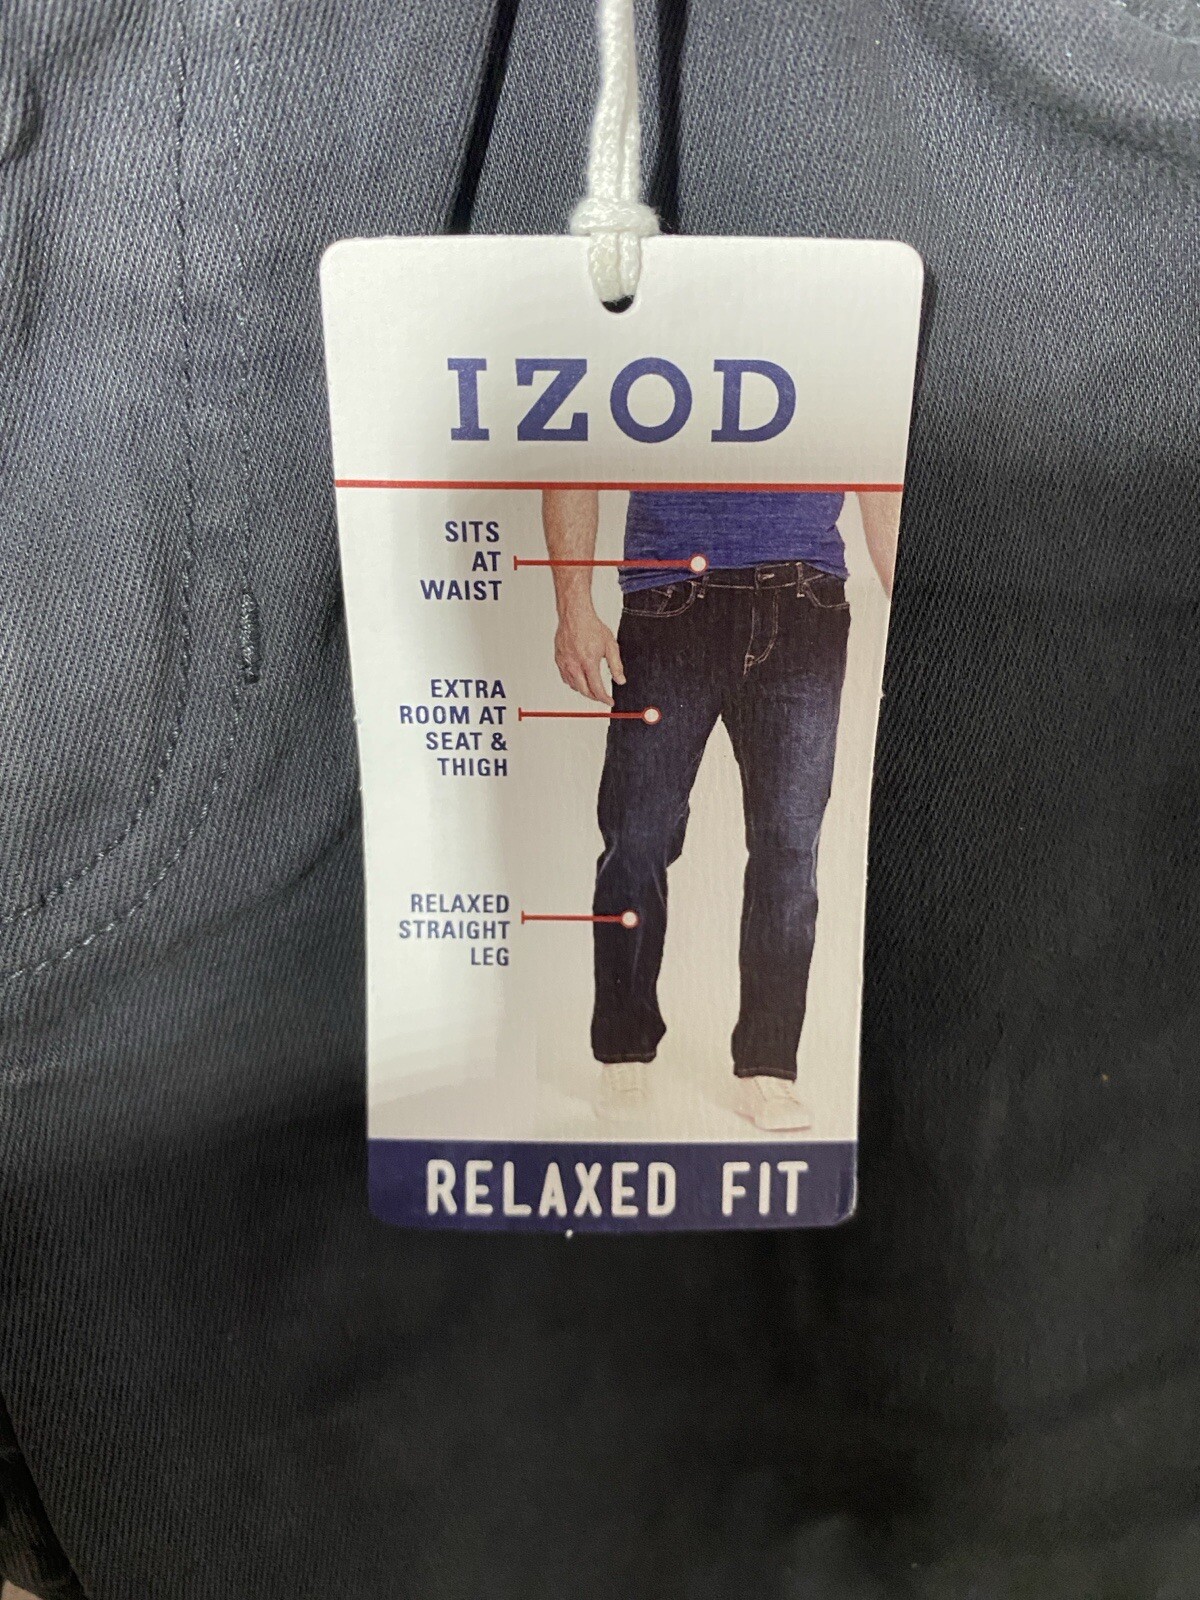 IZOD
SITS
AT
WAIST
EXTRA
ROOM AT
SEAT &
THIGH
RELAXED
STRAIGHT
LEG
RELAXED FIT